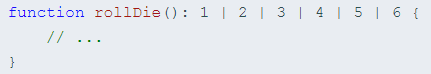 function rollDie(): 1 | 2 | 3 | 4 | 5 | 6 {
    // ...
}